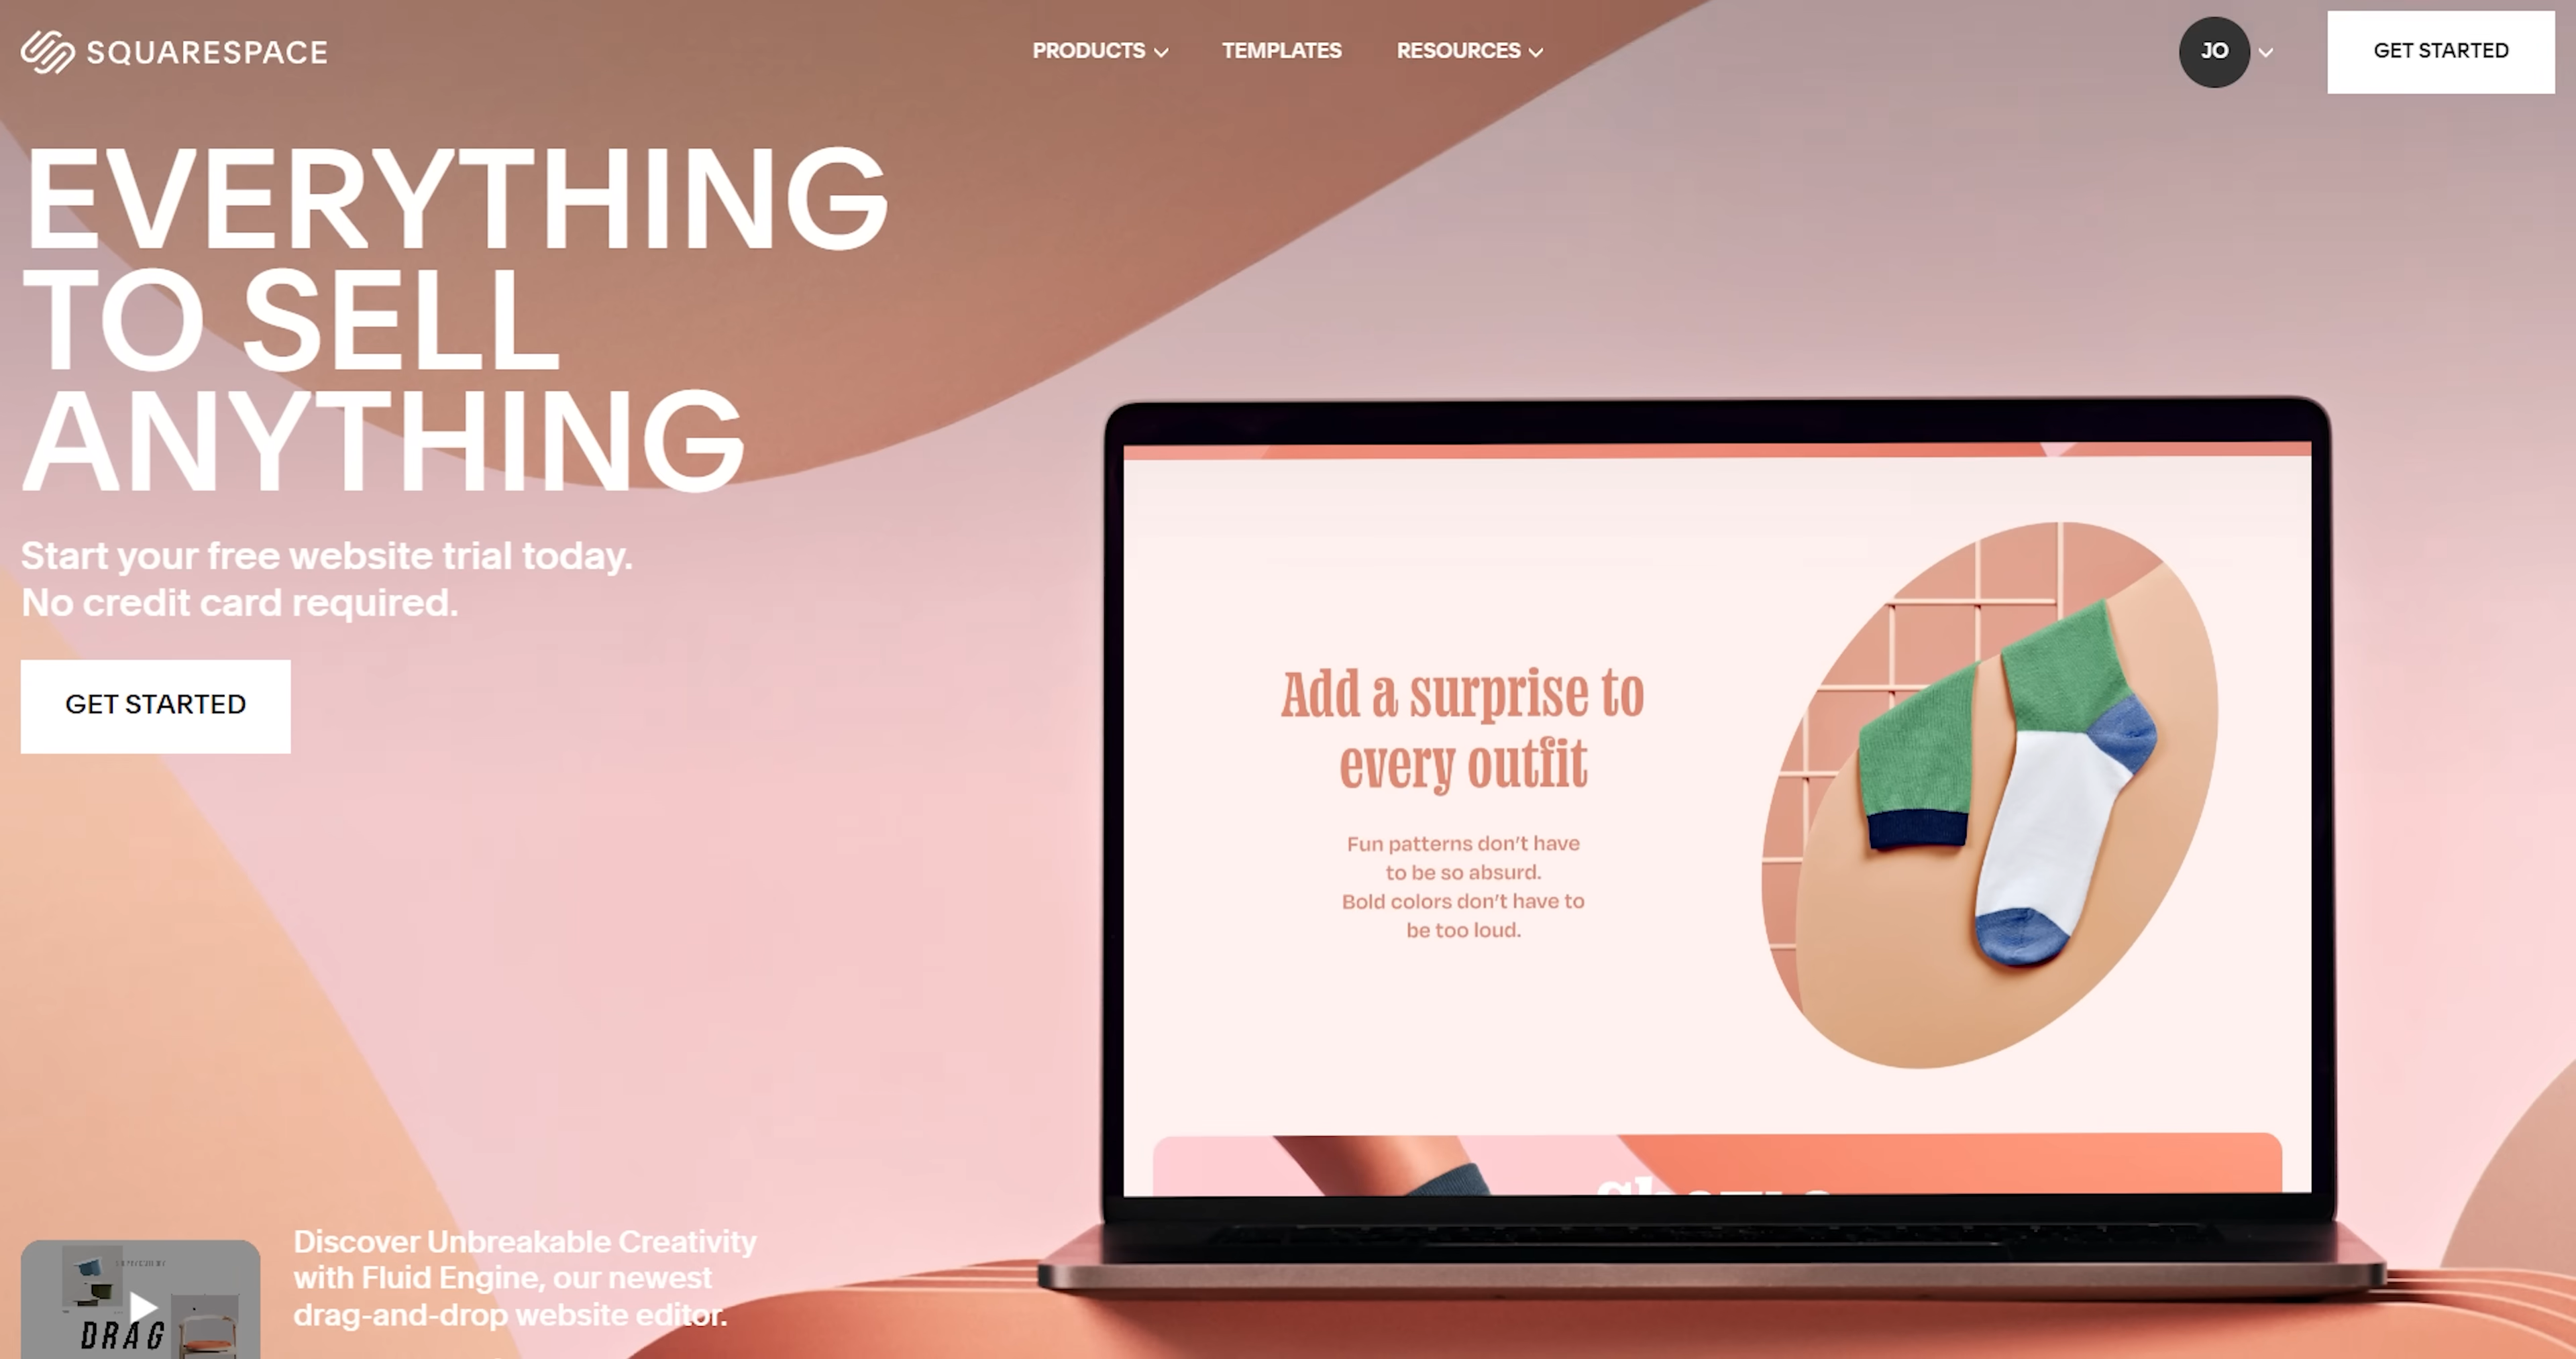 SQUARESPACE
PRODUCTS
TEMPLATES
RESOURCES
JO
GET STARTED
EVERYTHING
TO SELL
ANYTHING
Start your free website trial today.
No credit card required.
GET STARTED
Add a surprise to
every outfit
Fun patterns don’t have
to be so absurd.
Bold colors don’t have to
be too loud.
Discover Unbreakable Creativity
with Fluid Engine, our newest
drag-and-drop website editor.
DRAG